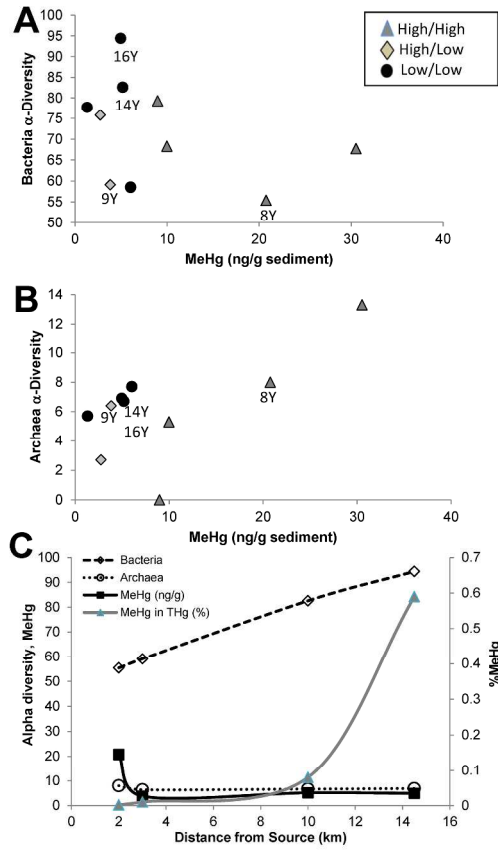 A
High/High
High/Low
Low/Low
100
95
90
85
80
75
70
65
60
55
50
Bacteria α-Diversity
16Y
14Y
9Y
8Y
0 10 20 30 40
MeHg (ng/g sediment)
B
14
12
10
8
6
4
2
0
Archaea α-Diversity
9Y
14Y
16Y
8Y
0 10 20 30 40
MeHg (ng/g sediment)
C
Bacteria
Archaea
MeHg (ng/g)
MeHg in THg (%)
100
90
80
70
60
50
40
30
20
10
0
Alpha diversity, MeHg
0.7
0.6
0.5
0.4
0.3
0.2
0.1
0
%MeHg
0 2 4 6 8 10 12 14 16
Distance from Source (km)